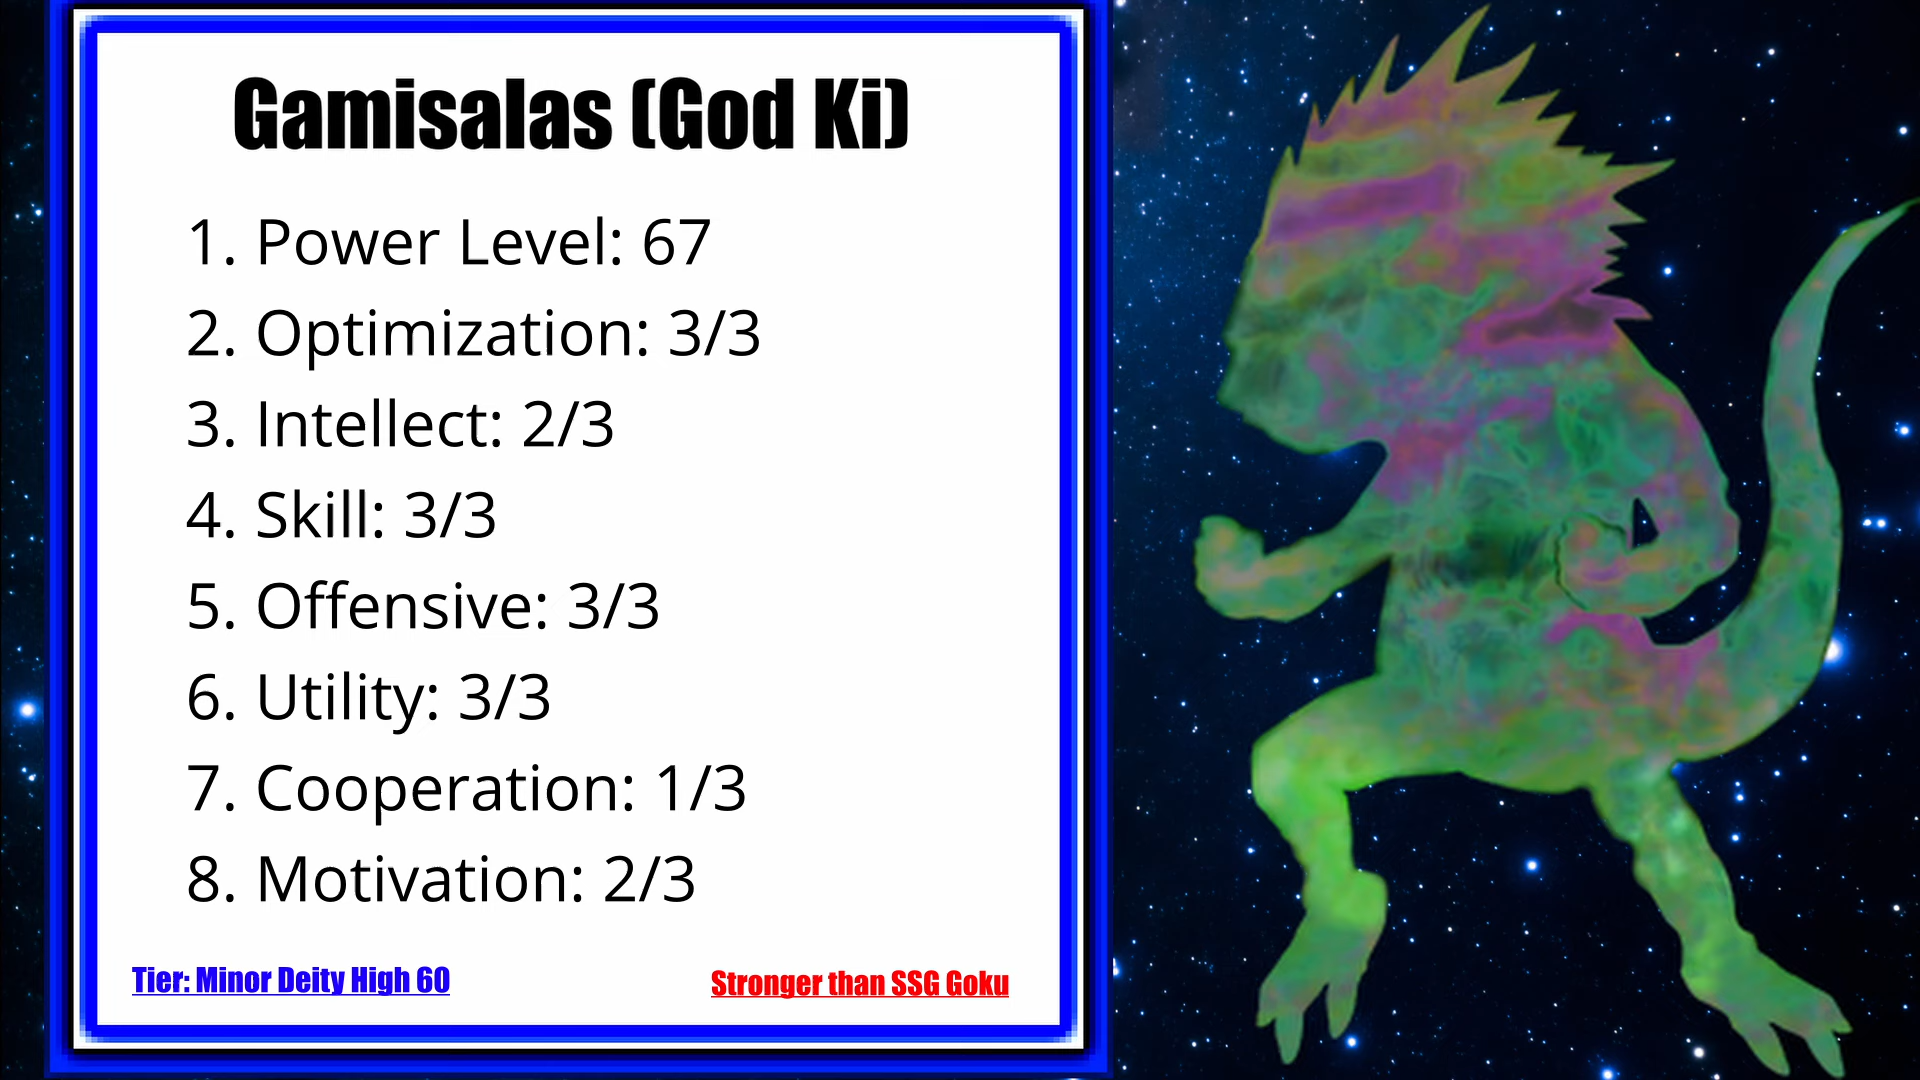 Gamisalas (God Ki)
1. Power Level: 67
2. Optimization: 3/3
3. Intellect: 2/3
4. Skill: 3/3
5. Offensive: 3/3
6. Utility: 3/3
7. Cooperation: 1/3
8. Motivation: 2/3
Tier: Minor Deity High 60
Stronger than SSG Goku